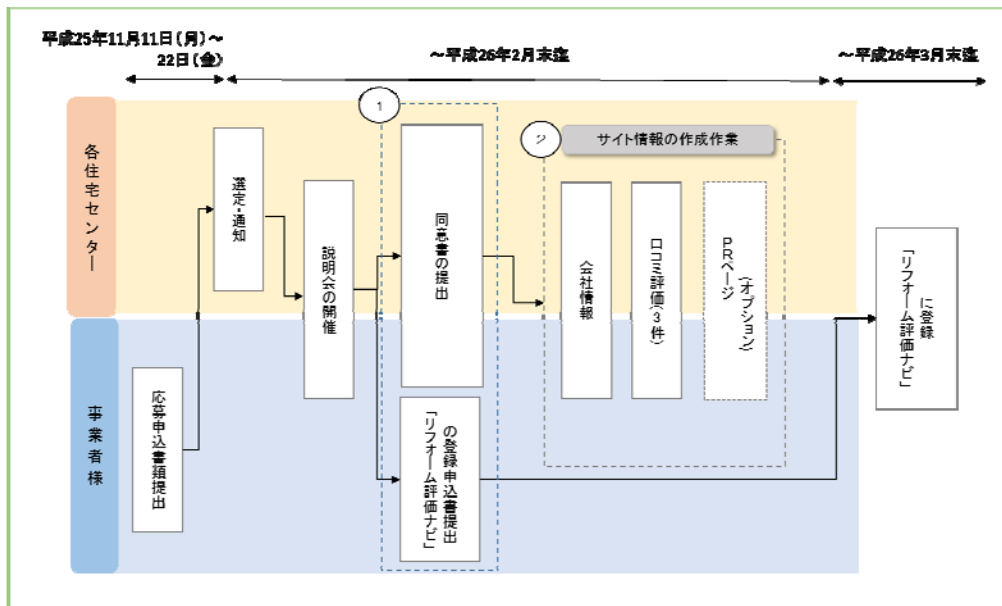 平成25年11月11日（月）～
22日（金）
～平成26年2月末迄
～平成26年3月末迄
各住宅センター
事業者様
応募申込書類提出
選定・通知
説明会の開催
1
同意書の提出
「リフォーム評価ナビ」
の登録申込書提出
2
サイト情報の作成作業
会社情報
口コミ評価（3件）
PRページ
（オプション）
「リフォーム評価ナビ」
に登録